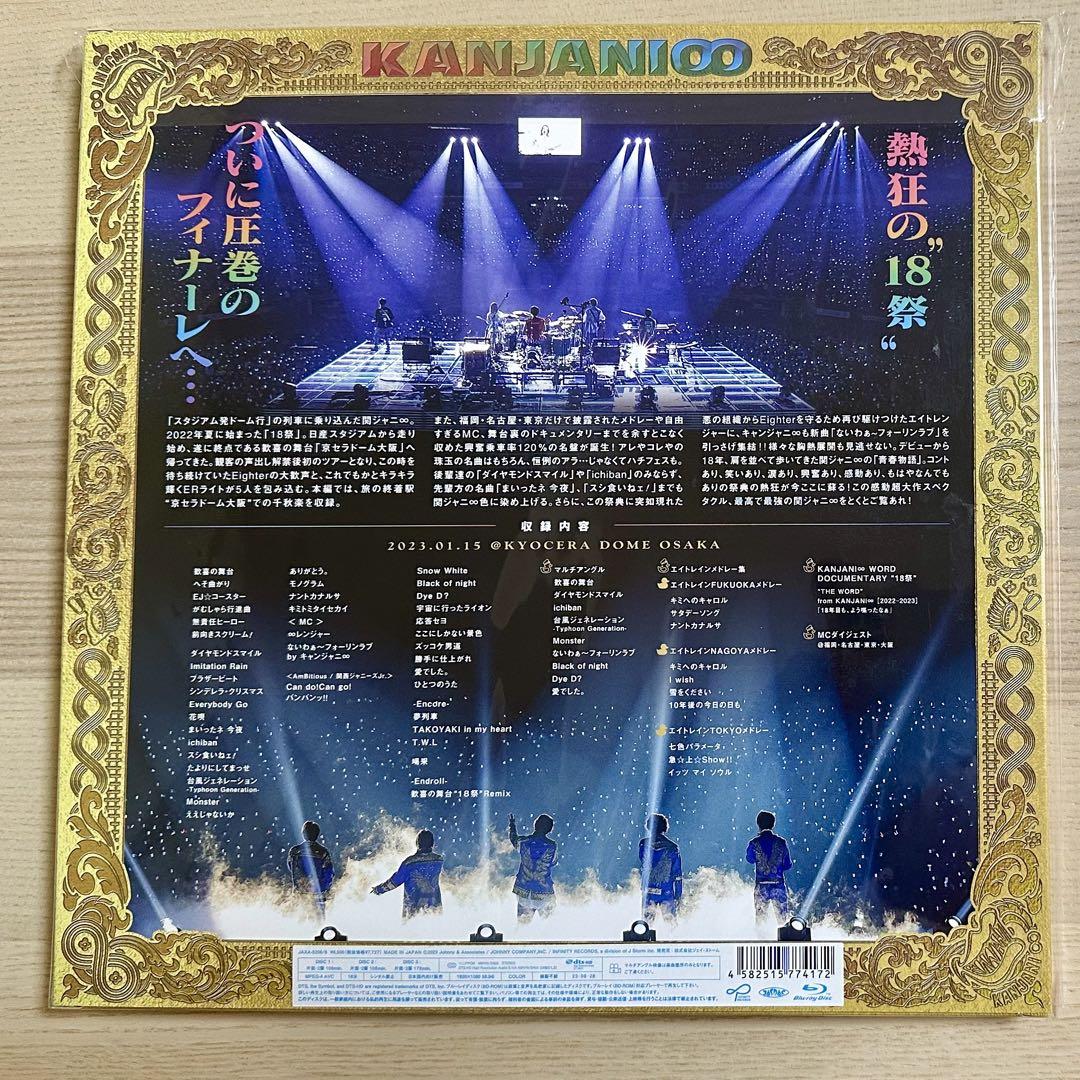 KANJANI∞
熱狂の
”18祭“
ついに圧巻の
フィナーレへ…
「スタジアム発ドーム行」の列車に乗り込んだ関ジャニ∞。
2022年夏に始まった「18祭」。日産スタジアムから走り
始め、遂に終点である歓喜の舞台「京セラドーム大阪」へ
帰ってきた。観客の声出し解禁後初のツアーとなり、この時を
待ち続けていたEighterの大歓声と、これでもかとキラキラ
輝くERライトが5人を包み込む。本編では、旅の終着駅
“京セラドーム大阪”での千秋楽を収録。
また、福岡・名古屋・東京だけで披露されたメドレーや自由
すぎるMC、舞台裏のドキュメンタリーまでを余すとこなく
収めた興奮乗車率120%の名盤が誕生！アレやコレやの
珠玉の名曲はもちろん、恒例のアラ…じゃなくてハチフェスも。
後輩達の「ダイヤモンドスマイル」や「ichiban」のみならず、
先輩方の名曲「まいったネ 今夜」、「スシ食いねェ！」までも
関ジャニ∞色に染め上げる。さらに、この祭典に突如現れた
悪の組織からEighterを守るため再び駆けつけたエイトレン
ジャーに、キャンジャニ∞も新曲「ないわぁ〜フォーリンラブ」を
引っさげ集結！！様々な胸熱展開も見逃せない。デビューから
18年、肩を並べて歩いてきた関ジャニ∞の「青春物語」。コント
あり、笑いあり、涙あり、興奮あり、感動あり、もはやなんでも
ありの祭典の熱狂が今ここに蘇る！この感動超大作スペク
タクル、最高で最強の関ジャニ∞をとくとご覧あれ！
収録内容
2023.01.15 @KYOCERA DOME OSAKA
歓喜の舞台
へそ曲がり
EJ☆コースター
がむしゃら行進曲
無責任ヒーロー
前向きスクリーム！
ダイヤモンドスマイル
Imitation Rain
ブラザービート
シンデレラ・クリスマス
Everybody Go
花唄
まいったネ 今夜
ichiban
スシ食いねェ！
たよりにしてまっせ
台風ジェネレーション
-Typhoon Generation-
Monster
ええじゃないか
ありがとう。
モノグラム
ナントカナルサ
キミトミタイセカイ
＜ MC ＞
∞レンジャー
ないわぁ〜フォーリンラブ
by キャンジャニ∞
＜AmBitious / 関西ジャニーズJr.＞
Can do! Can go!
バンバンッ!!
Snow White
Black of night
Dye D?
宇宙に行ったライオン
応答セヨ
ここにしかない景色
ズッコケ男道
勝手に仕上がれ
愛でした。
ひとつのうた
-Encore-
夢列車
TAKOYAKI in my heart
T.W.L
喝采
-Endroll-
歓喜の舞台“18祭”Remix
マルチアングル
歓喜の舞台
ダイヤモンドスマイル
ichiban
台風ジェネレーション
-Typhoon Generation-
Monster
ないわぁ〜フォーリンラブ
Black of night
Dye D?
愛でした。
エイトレインメドレー集
エイトレインFUKUOKAメドレー
キミへのキャロル
サタデーソング
ナントカナルサ
エイトレインNAGOYAメドレー
キミへのキャロル
I wish
雪をください
10年後の今日の日も
エイトレインTOKYOメドレー
七色パラメータ
急☆上☆Show!!
イッツ マイ ソウル
KANJANI∞ WORD
DOCUMENTARY “18祭”
“THE WORD”
from KANJANI∞ [2022-2023]
「18年目も、よう喋ったなぁ」
MCダイジェスト
@福岡・名古屋・東京・大阪
DISC 1:
DISC 2:
DISC 3:
MPEG-4 AVC
COLOR
複製不能
23・06・28
4 582515 774172
Blu-ray Disc